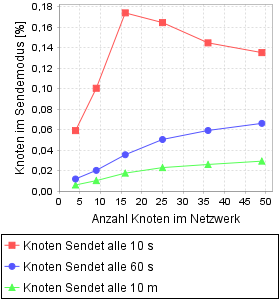 0,18
0,16
0,14
0,12
0,10
0,08
0,06
0,04
0,02
0,00
Knoten im Sendemodus [%]
0 5 10 15 20 25 30 35 40 45 50
Anzahl Knoten im Netzwerk
Knoten Sendet alle 10 s
Knoten Sendet alle 60 s
Knoten Sendet alle 10 m